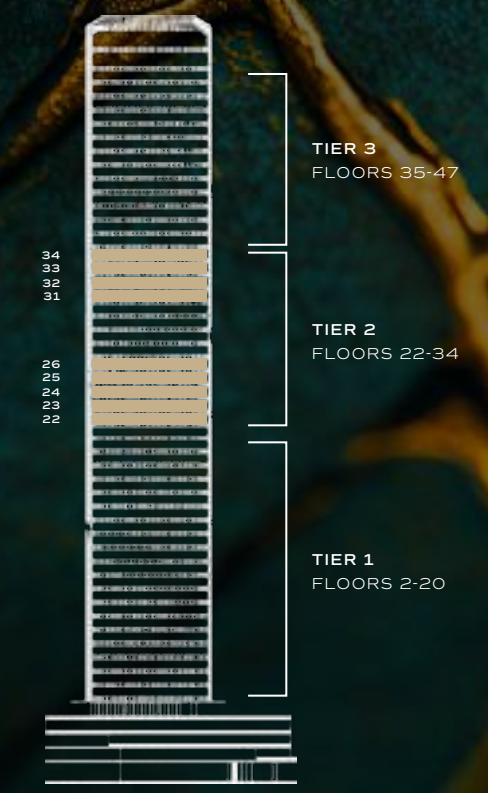 TIER 3
FLOORS 35-47
34
33
32
31
TIER 2
FLOORS 22-34
26
25
24
23
22
TIER 1
FLOORS 2-20